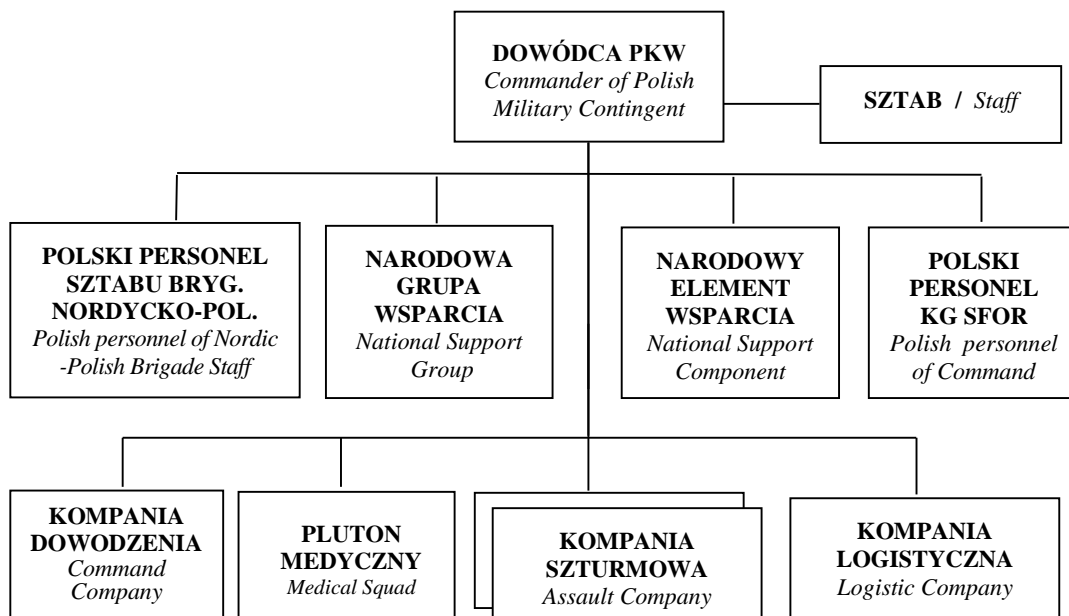 DOWÓDCA PKW
Commander of Polish
Military Contingent
SZTAB / Staff
POLSKI PERSONEL
SZTABU BRYG.
NORDYCKO-POL.
Polish personnel of Nordic
-Polish Brigade Staff
NARODOWA
GRUPA
WSPARCIA
National Support
Group
NARODOWY
ELEMENT
WSPARCIA
National Support
Component
POLSKI
PERSONEL
KG SFOR
Polish personnel
of Command
KOMPANIA
DOWODZENIA
Command
Company
PLUTON
MEDYCZNY
Medical Squad
KOMPANIA
SZTURMOWA
Assault Company
KOMPANIA
LOGISTYCZNA
Logistic Company